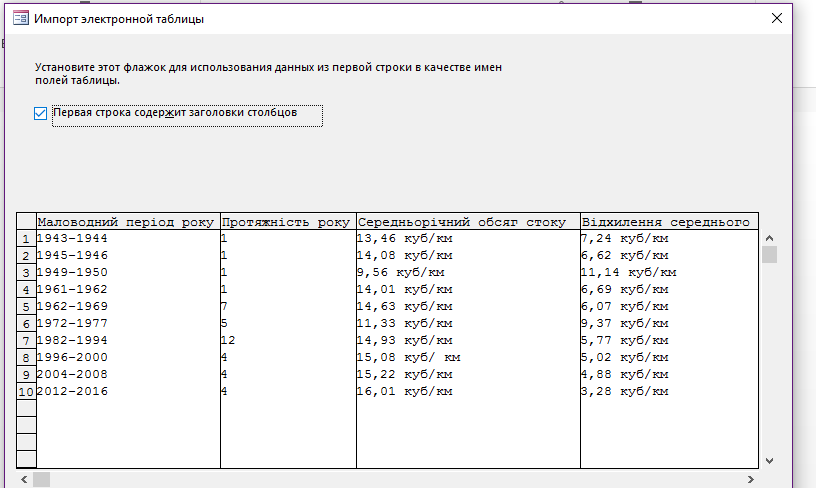 Импорт электронной таблицы
Установите этот флажок для использования данных из первой строки в качестве имен
полей таблицы.
Первая строка содержит заголовки столбцов
Маловодний період року Протяжність року Середньорічний обсяг стоку Відхилення середнього
1 1943-1944 1 13,46 куб/км 7,24 куб/км
2 1945-1946 1 14,08 куб/км 6,62 куб/км
3 1949-1950 1 9,56 куб/км 11,14 куб/км
4 1961-1962 1 14,01 куб/км 6,69 куб/км
5 1962-1969 7 14,63 куб/км 6,07 куб/км
6 1972-1977 5 11,33 куб/км 9,37 куб/км
7 1982-1994 12 14,93 куб/км 5,77 куб/км
8 1996-2000 4 15,08 куб/ км 5,02 куб/км
9 2004-2008 4 15,22 куб/км 4,88 куб/км
10 2012-2016 4 16,01 куб/км 3,28 куб/км